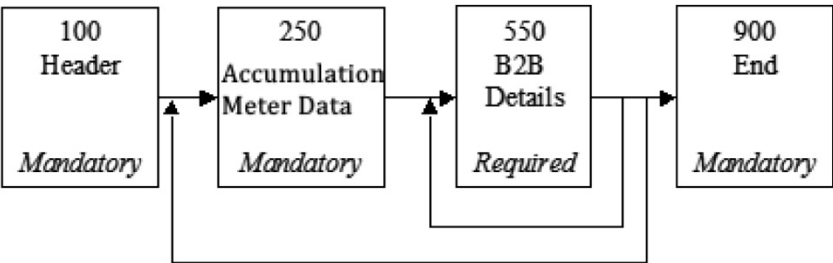 100
Header
Mandatory
250
Accumulation
Meter Data
Mandatory
550
B2B
Details
Required
900
End
Mandatory